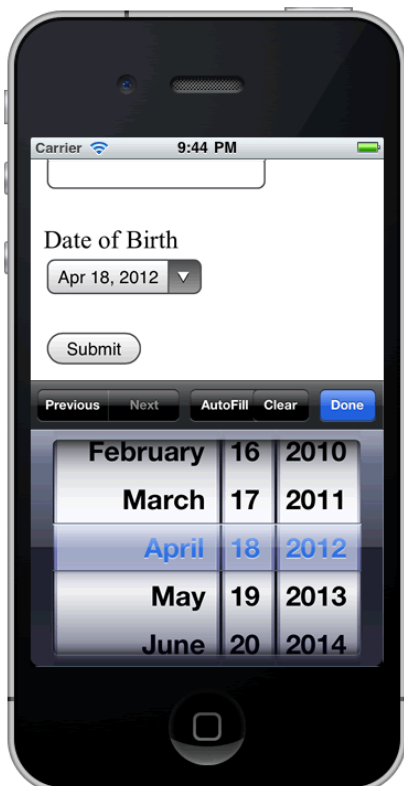 Carrier 9:44 PM
Date of Birth
Apr 18, 2012
Submit
Previous Next AutoFill Clear Done
February 16 2010
March 17 2011
April 18 2012
May 19 2013
June 20 2014